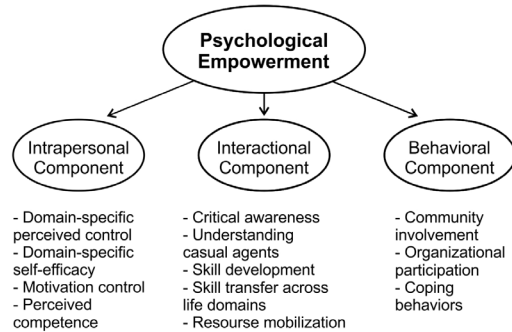 Psychological
Empowerment
Intrapersonal
Component
Interactional
Component
Behavioral
Component
- Domain-specific
perceived control
- Domain-specific
self-efficacy
- Motivation control
- Perceived
competence
- Critical awareness
- Understanding
casual agents
- Skill development
- Skill transfer across
life domains
- Resourse mobilization
- Community
involvement
- Organizational
participation
- Coping
behaviors